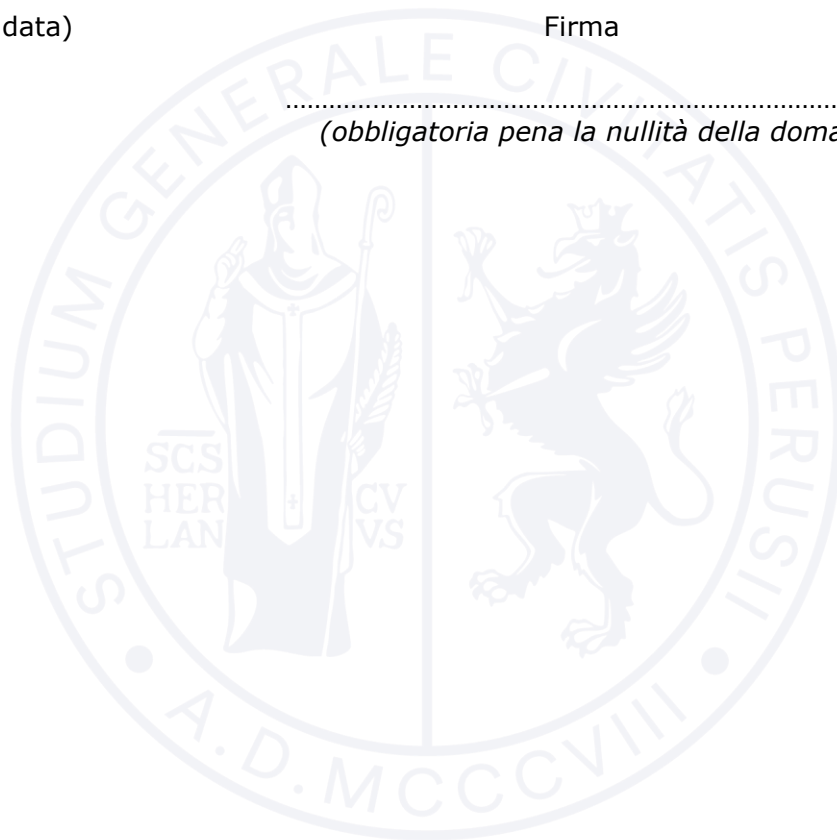 data) Firma
................................................................................
(obbligatoria pena la nullità della doma
STUDIUM GENERALE CIVITATIS PERUSII
SCS
HER
LAN
CV
VS
A.D. MCCCVIII